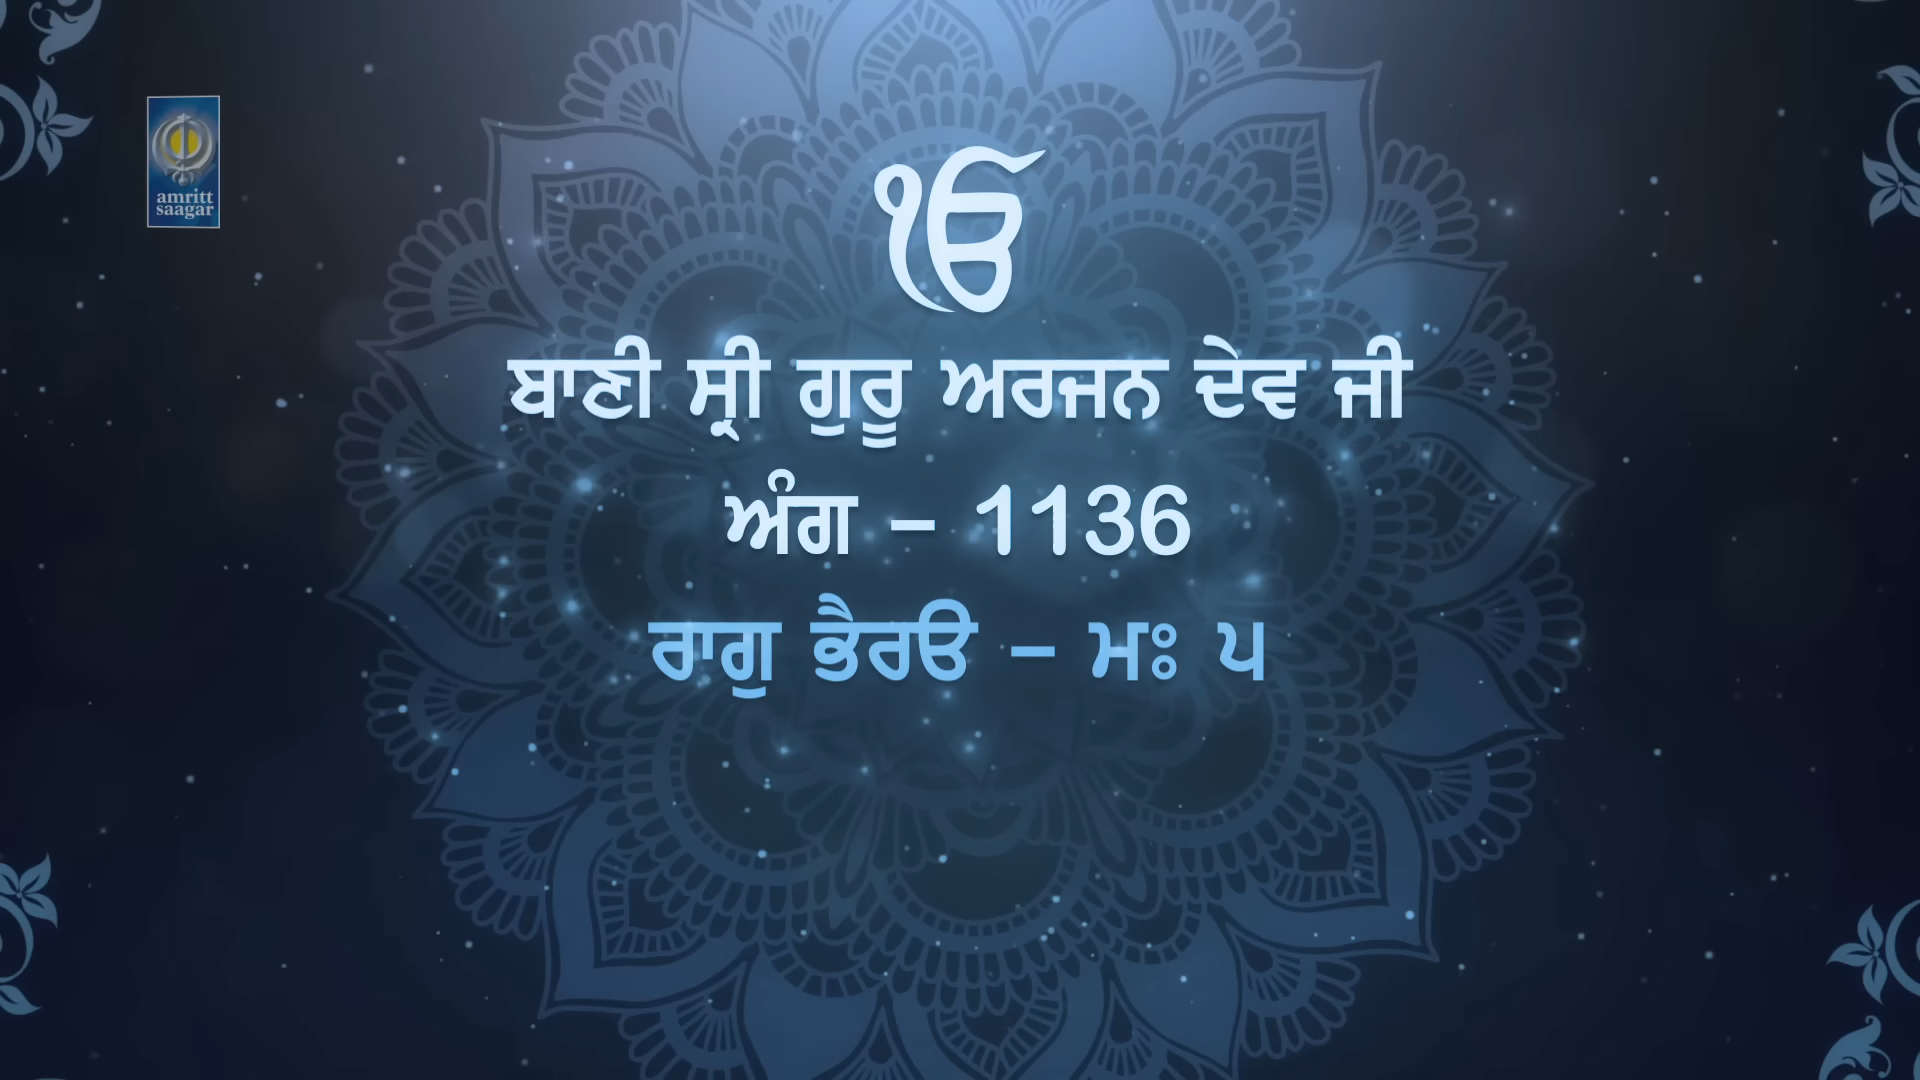 amritt
saagar
ੴ
ਬਾਣੀ ਸ੍ਰੀ ਗੁਰੂ ਅਰਜਨ ਦੇਵ ਜੀ
ਅੰਗ – 1136
ਰਾਗੁ ਭੈਰਉ – ਮਃ ੫